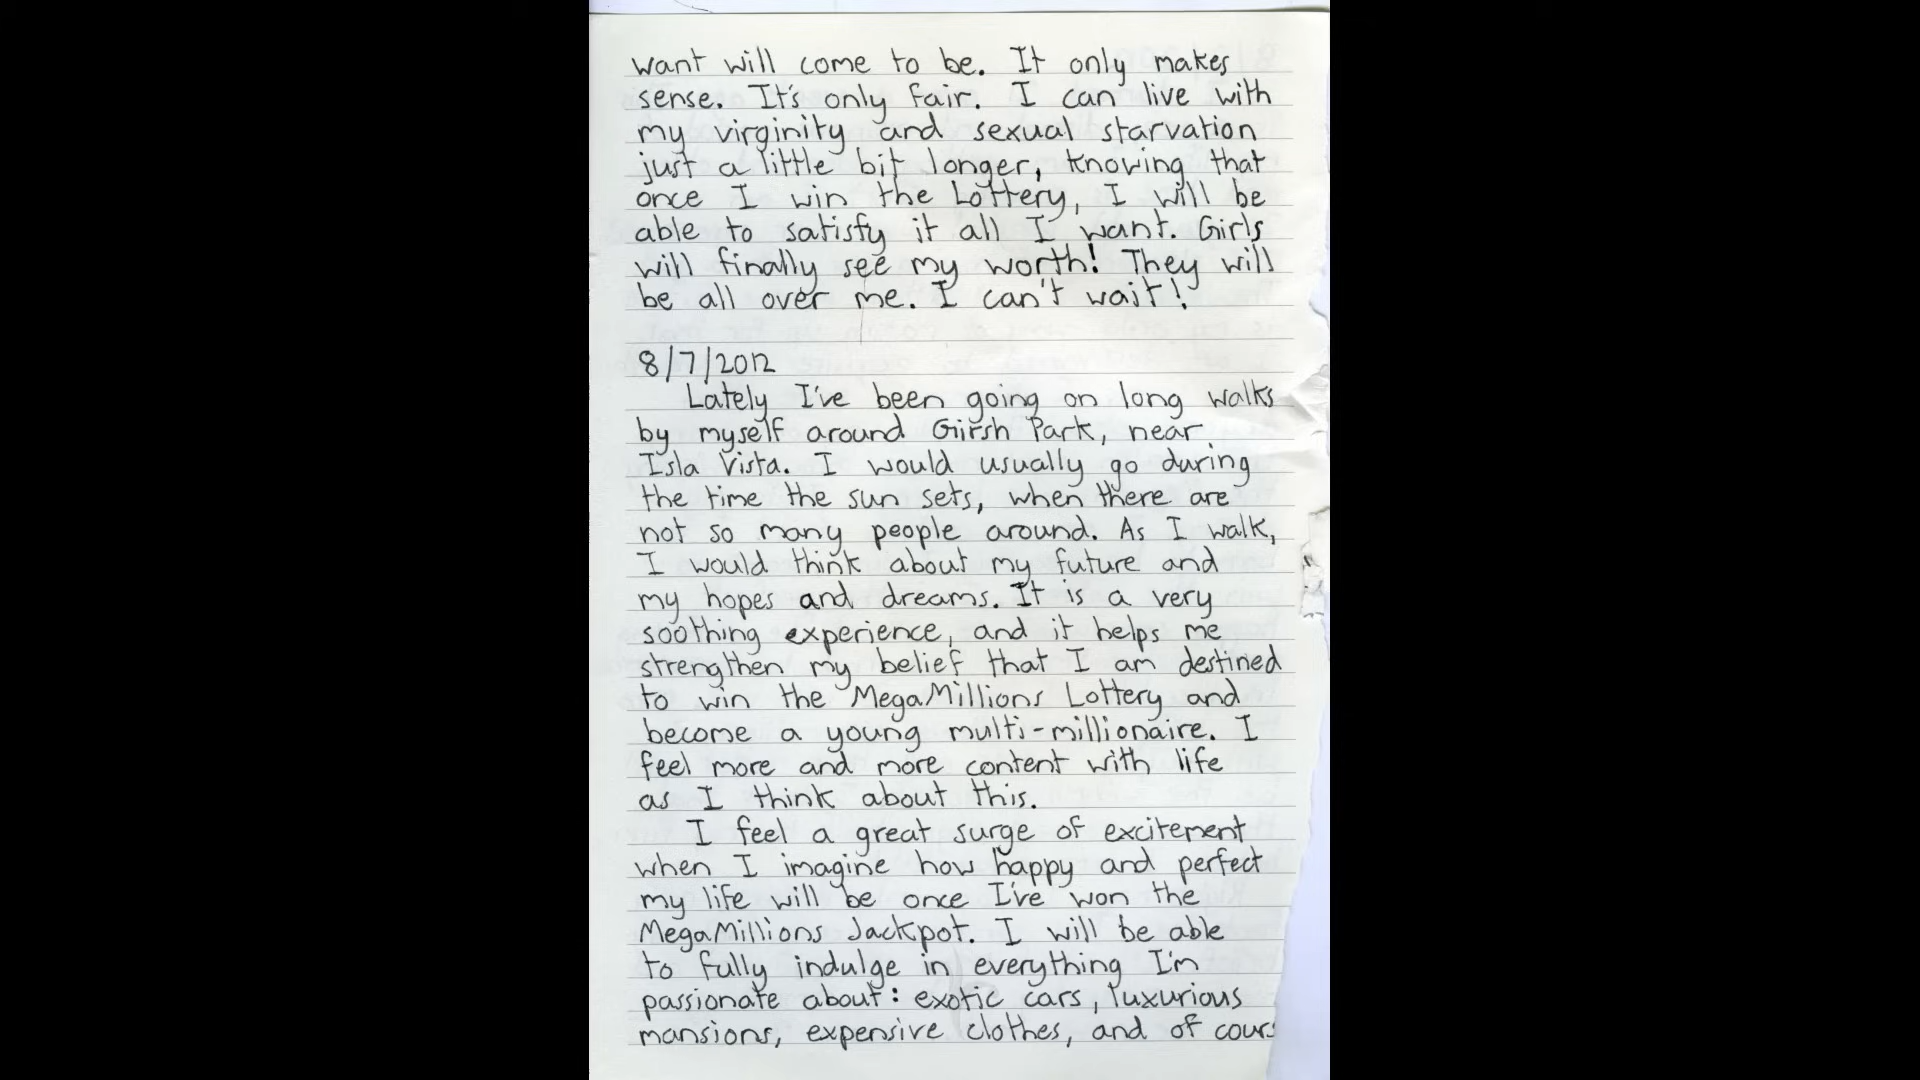 want will come to be. It only makes
sense. It's only fair. I can live with
my virginity and sexual starvation
just a little bit longer, knowing that
once I win the Lottery, I will be
able to satisfy it all I want. Girls
will finally see my worth! They will
be all over me. I can't wait!
8/7/2012
Lately I've been going on long walks
by myself around Girsh Park, near
Isla Vista. I would usually go during
the time the sun sets, when there are
not so many people around. As I walk,
I would think about my future and
my hopes and dreams. It is a very
soothing experience, and it helps me
strengthen my belief that I am destined
to win the MegaMillions Lottery and
become a young multi-millionaire. I
feel more and more content with life
as I think about this.
I feel a great surge of excitement
when I imagine how happy and perfect
my life will be once I've won the
MegaMillions Jackpot. I will be able
to fully indulge in everything I'm
passionate about: exotic cars, luxurious
mansions, expensive clothes, and of cours